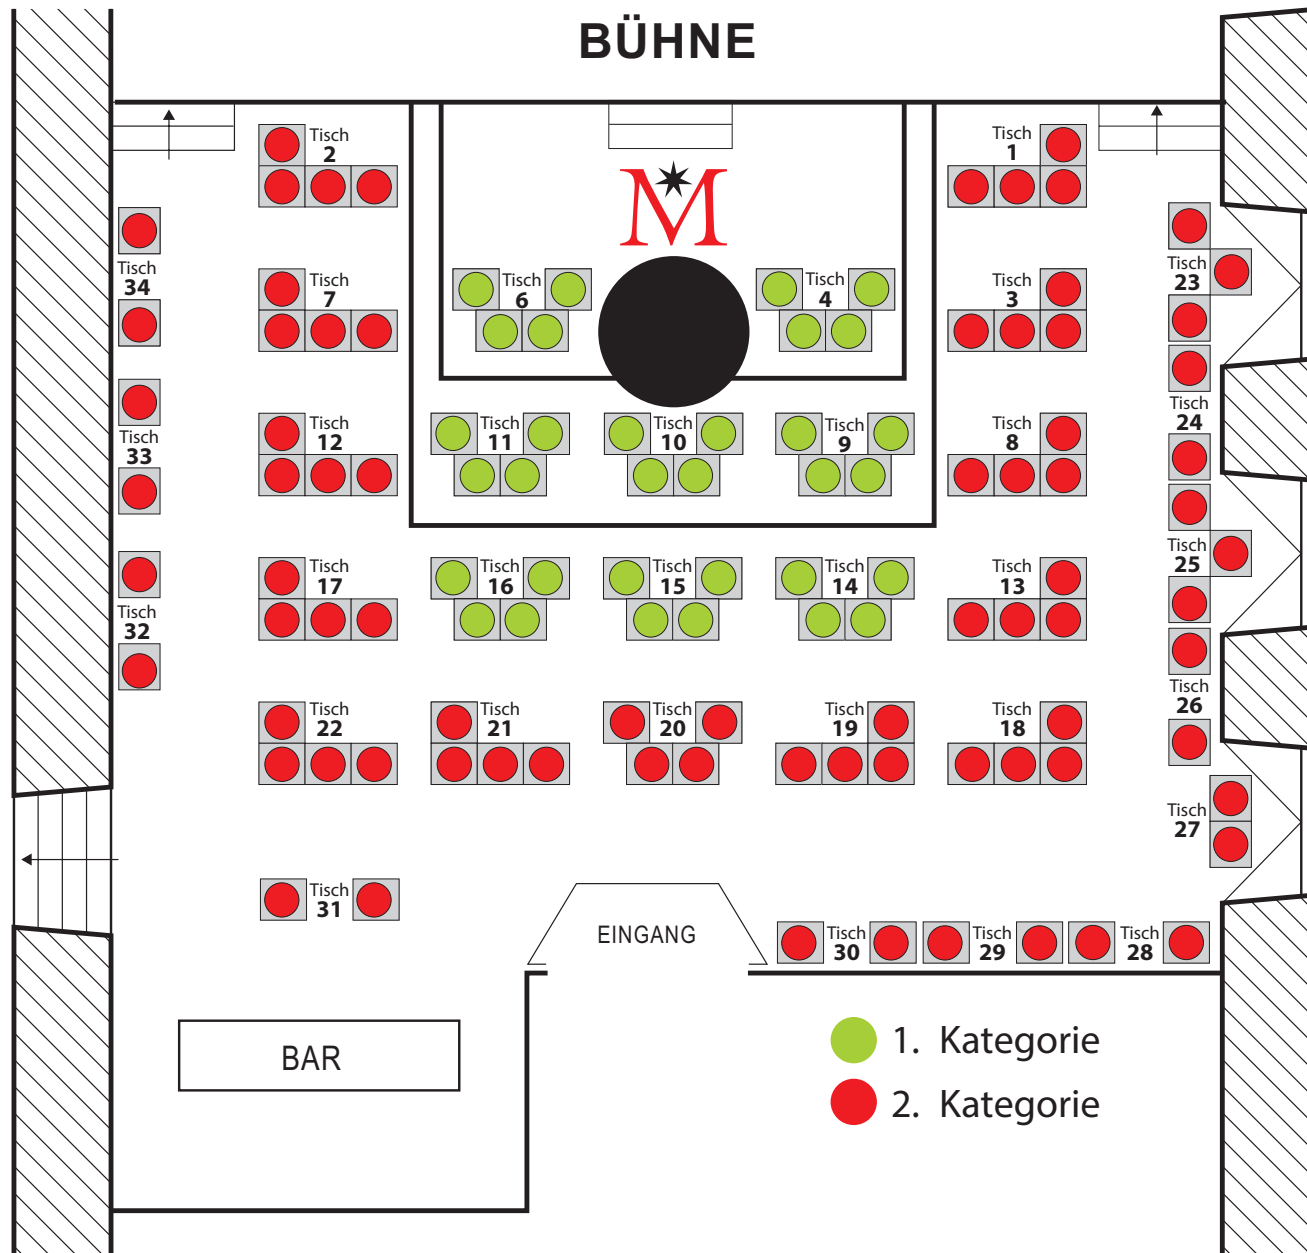 BÜHNE
Tisch
2
Tisch
1
M
Tisch
34
Tisch
7
Tisch
6
Tisch
4
Tisch
3
Tisch
23
Tisch
33
Tisch
12
Tisch
11
Tisch
10
Tisch
9
Tisch
8
Tisch
24
Tisch
32
Tisch
17
Tisch
16
Tisch
15
Tisch
14
Tisch
13
Tisch
25
Tisch
22
Tisch
21
Tisch
20
Tisch
19
Tisch
18
Tisch
26
Tisch
27
Tisch
31
EINGANG
Tisch
30
Tisch
29
Tisch
28
BAR
1. Kategorie
2. Kategorie